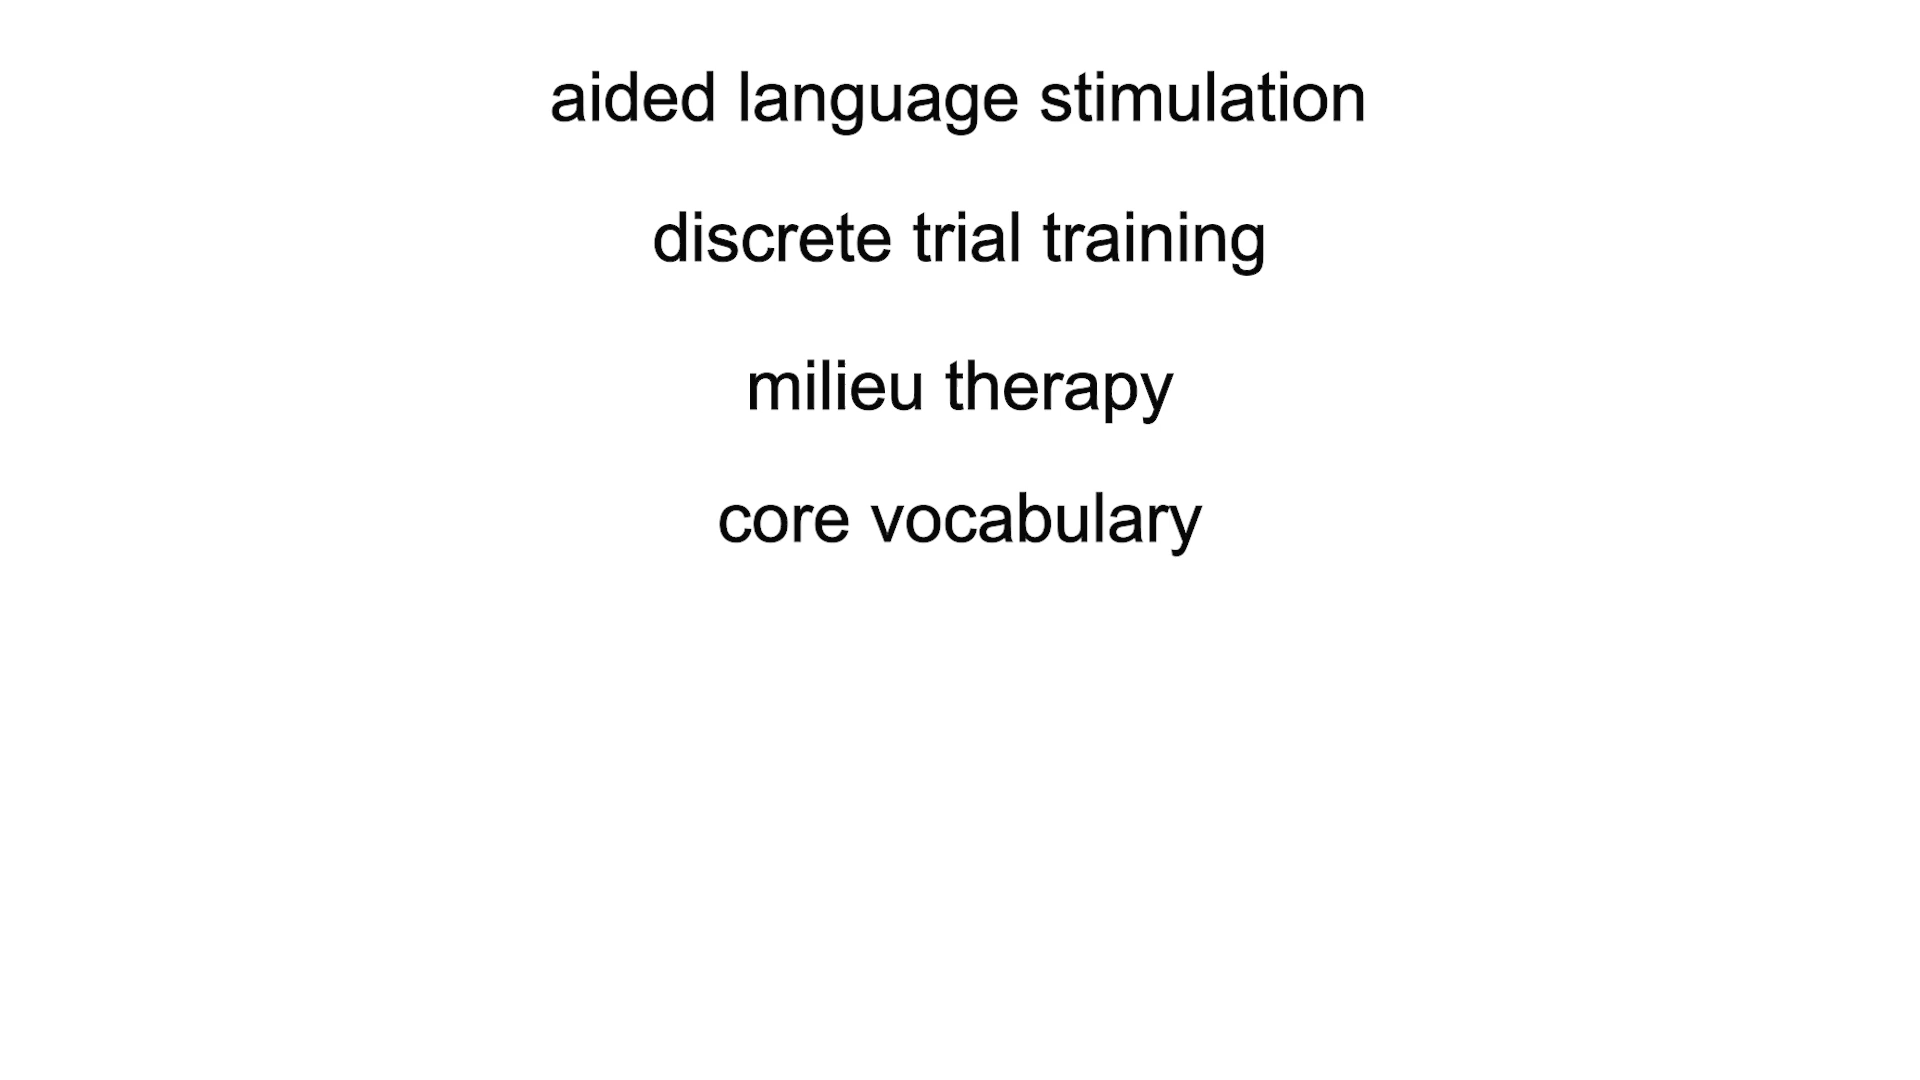 aided language stimulation
discrete trial training
milieu therapy
core vocabulary